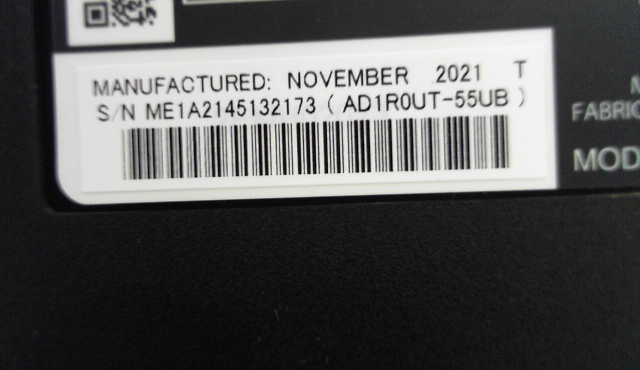 MANUFACTURED: NOVEMBER 2021 T
S/N ME1A2145132173 ( AD1R0UT-55UB )
M
FABRIC
MOD